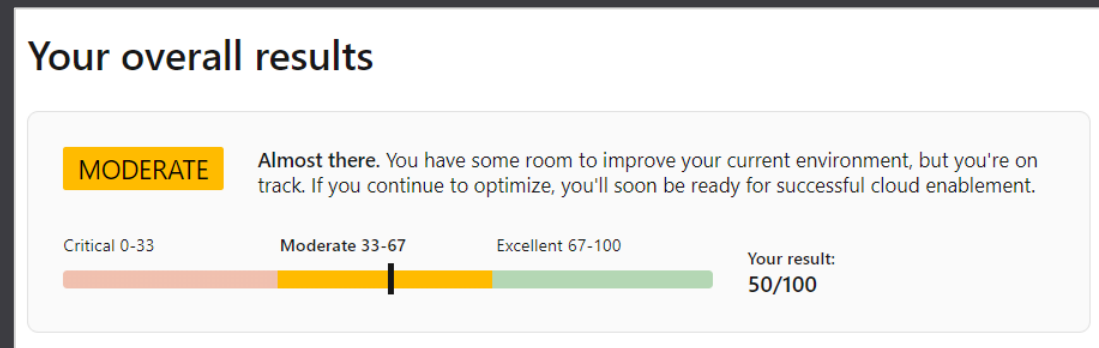 Your overall results
MODERATE
Almost there. You have some room to improve your current environment, but you're on
track. If you continue to optimize, you'll soon be ready for successful cloud enablement.
Critical 0-33
Moderate 33-67
Excellent 67-100
Your result:
50/100